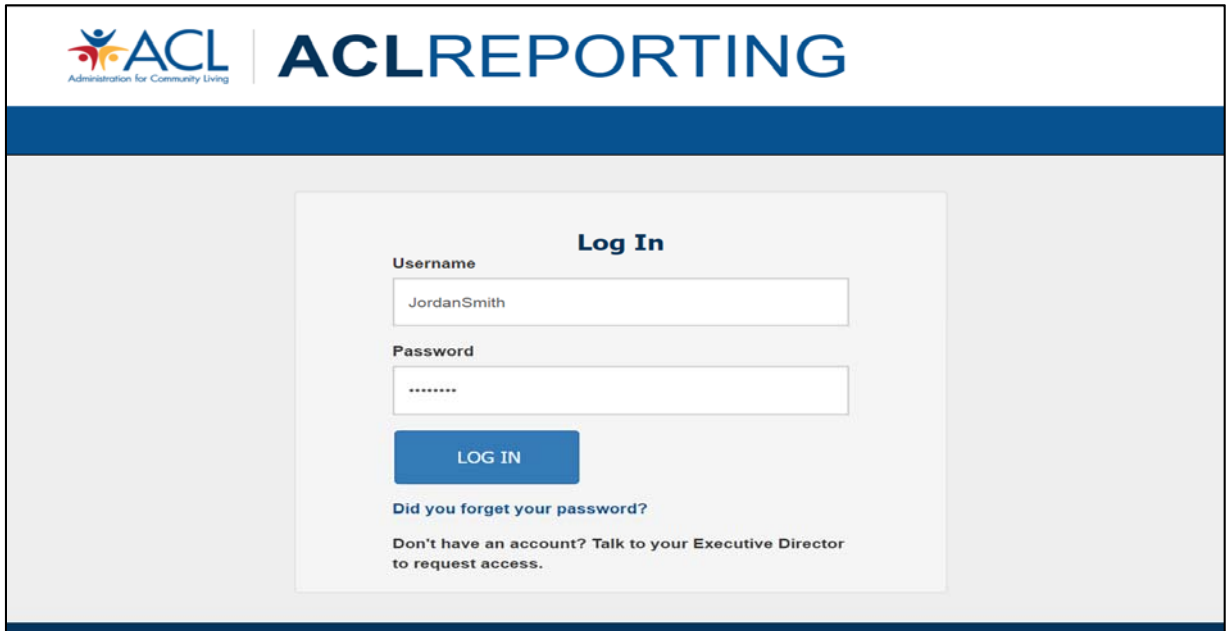 ACL
Administration for Community Living
ACLREPORTING
Log In
Username
JordanSmith
Password
••••••••
LOG IN
Did you forget your password?
Don't have an account? Talk to your Executive Director
to request access.